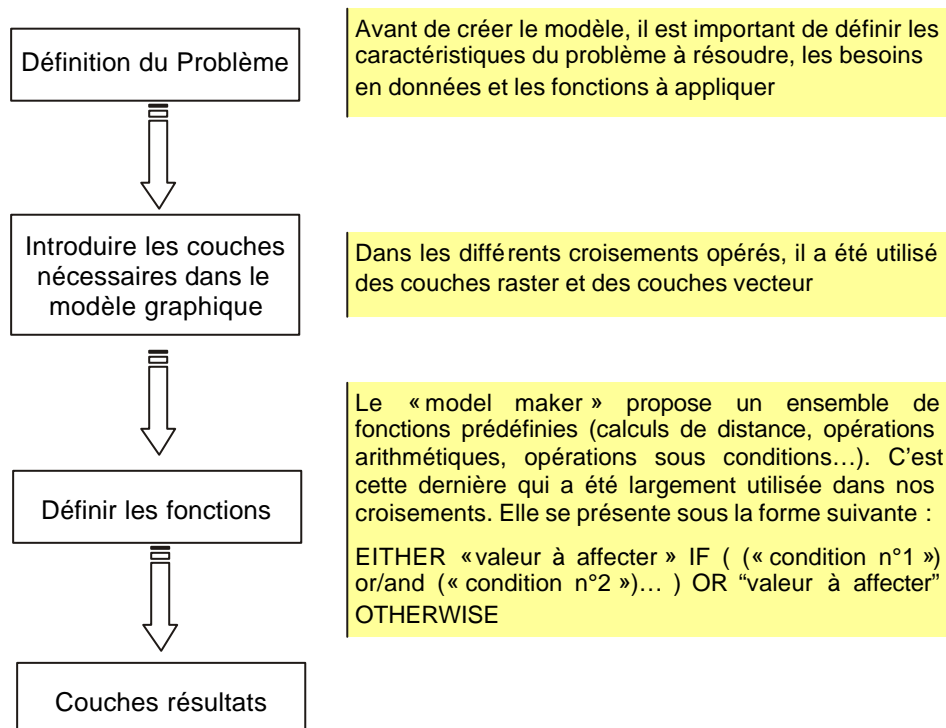 Définition du Problème
Avant de créer le modèle, il est important de définir les
caractéristiques du problème à résoudre, les besoins
en données et les fonctions à appliquer
Introduire les couches
nécessaires dans le
modèle graphique
Dans les différents croisements opérés, il a été utilisé
des couches raster et des couches vecteur
Définir les fonctions
Le « model maker » propose un ensemble de
fonctions prédéfinies (calculs de distance, opérations
arithmétiques, opérations sous conditions…). C’est
cette dernière qui a été largement utilisée dans nos
croisements. Elle se présente sous la forme suivante :
EITHER « valeur à affecter » IF ( (« condition n°1 »)
or/and (« condition n°2 »)… ) OR “valeur à affecter”
OTHERWISE
Couches résultats